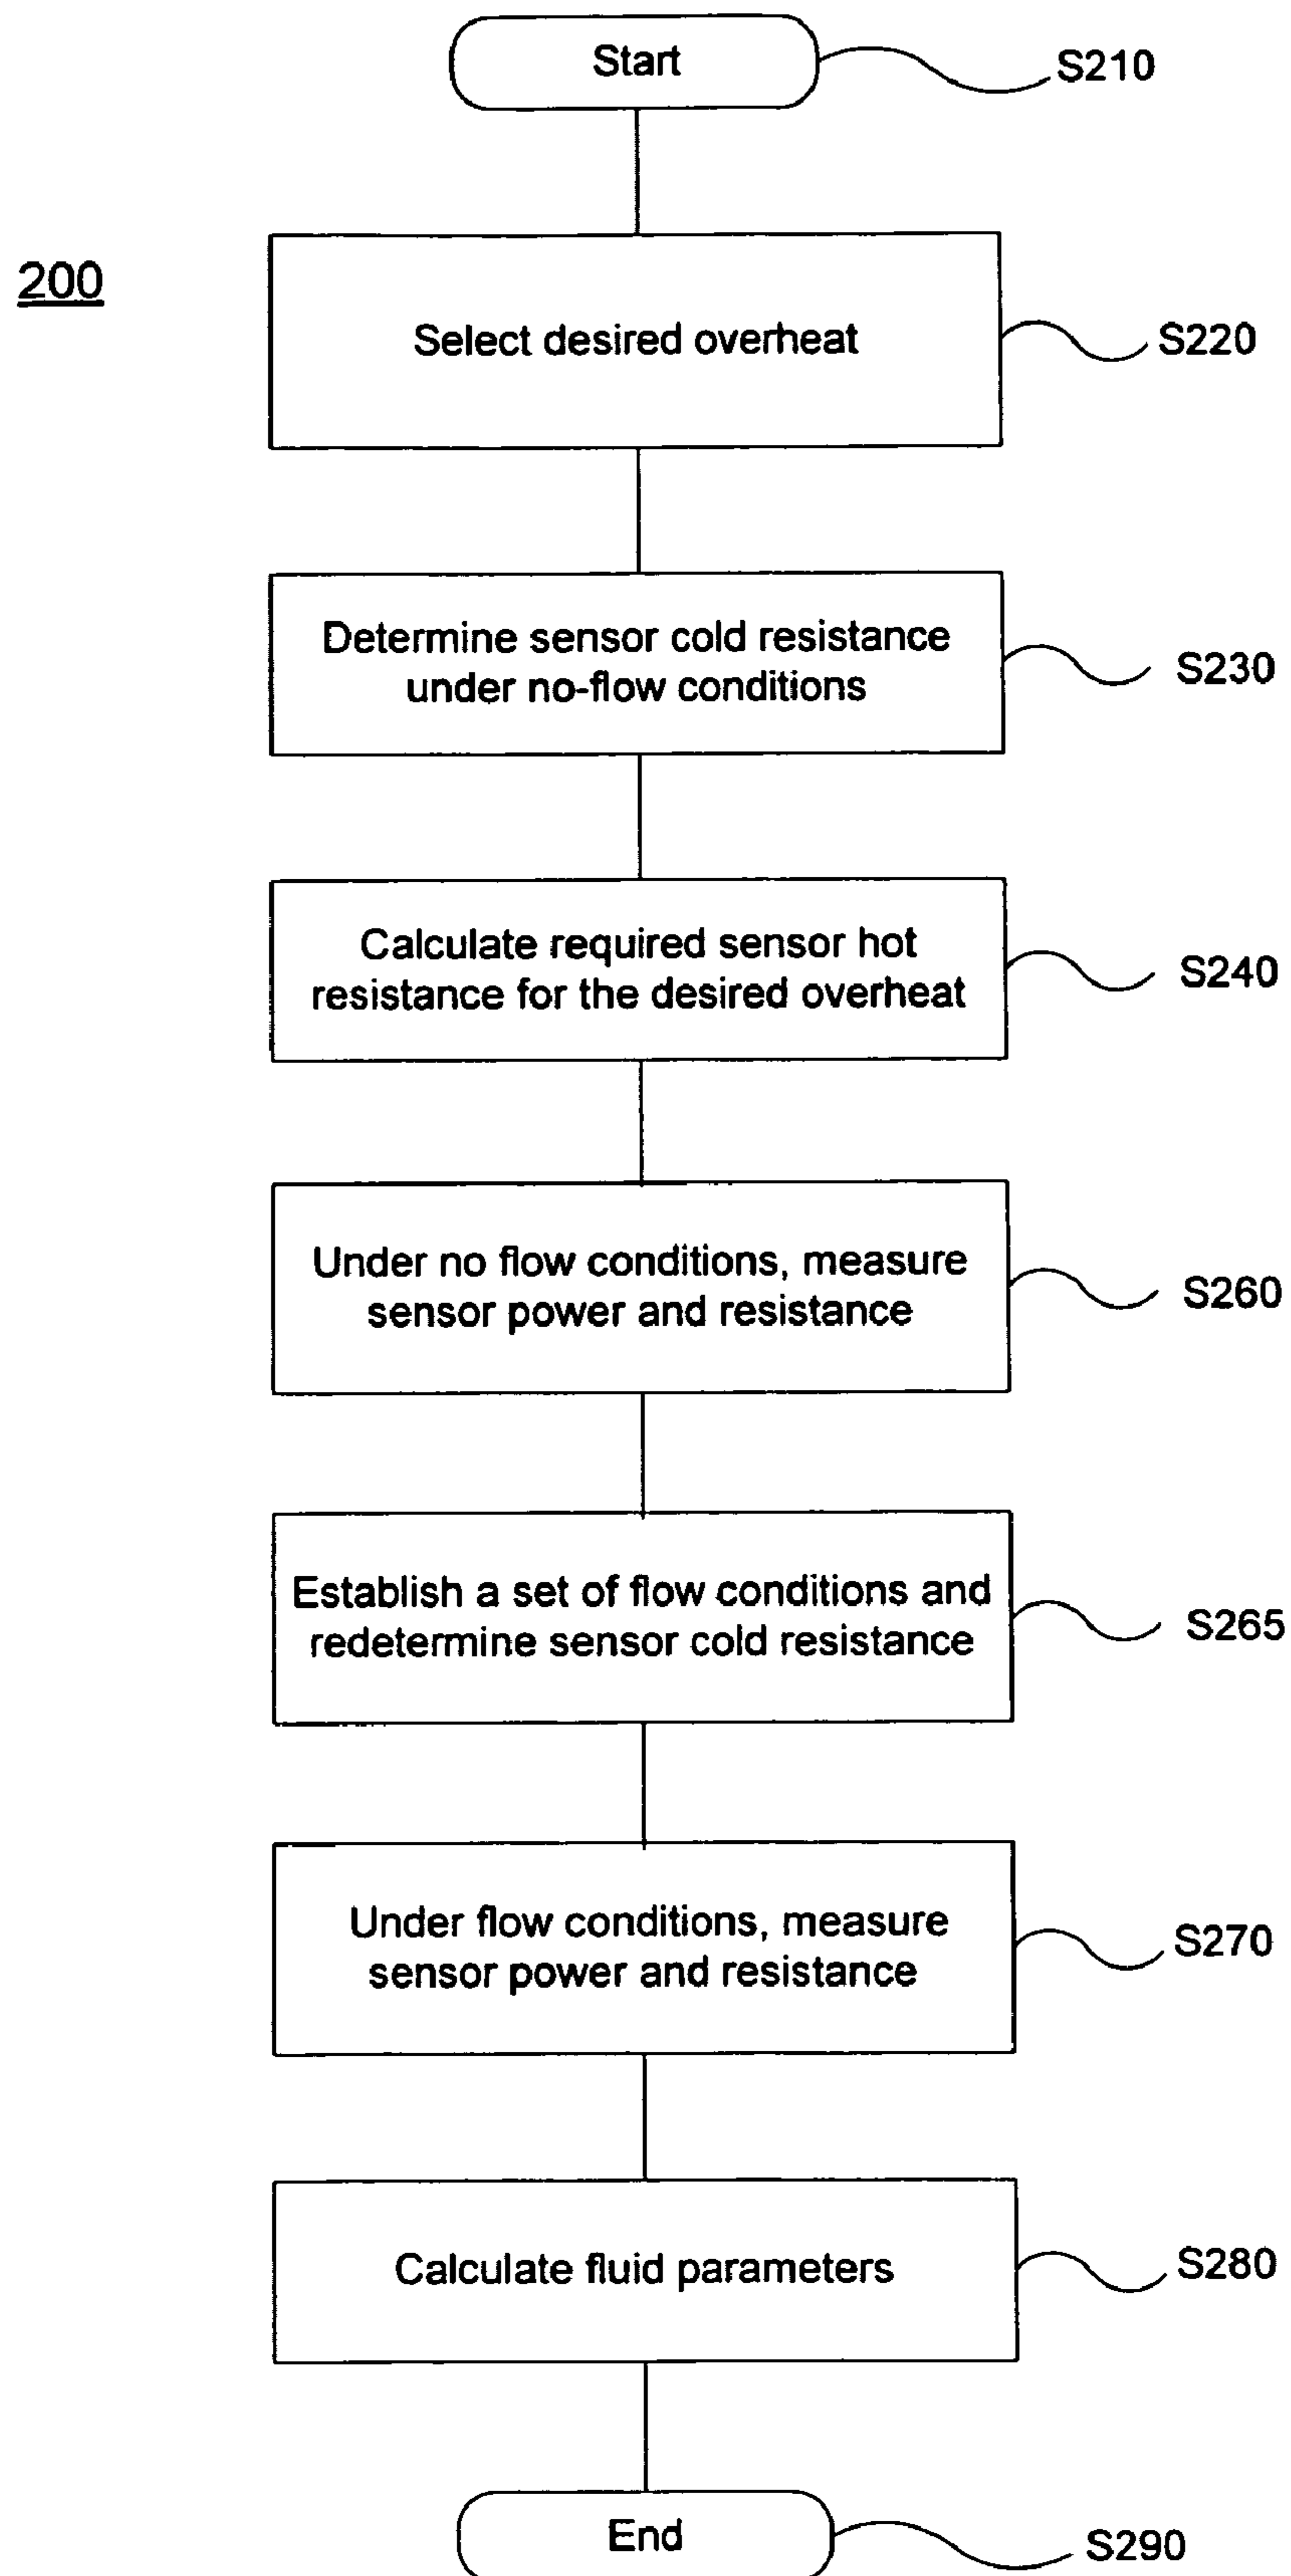 Start
S210
200
Select desired overheat
S220
Determine sensor cold resistance
under no-flow conditions
S230
Calculate required sensor hot
resistance for the desired overheat
S240
Under no flow conditions, measure
sensor power and resistance
S260
Establish a set of flow conditions and
redetermine sensor cold resistance
S265
Under flow conditions, measure
sensor power and resistance
S270
Calculate fluid parameters
S280
End
S290